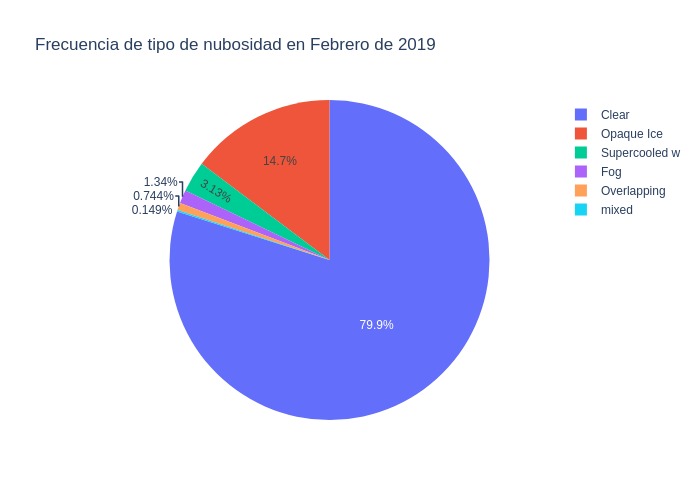 Frecuencia de tipo de nubosidad en Febrero de 2019
Clear
Opaque Ice
Supercooled w
Fog
Overlapping
mixed
14.7%
3.13%
1.34%
0.744%
0.149%
79.9%